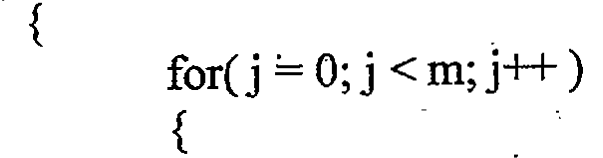 {
for( j = 0; j < m; j++ )
{